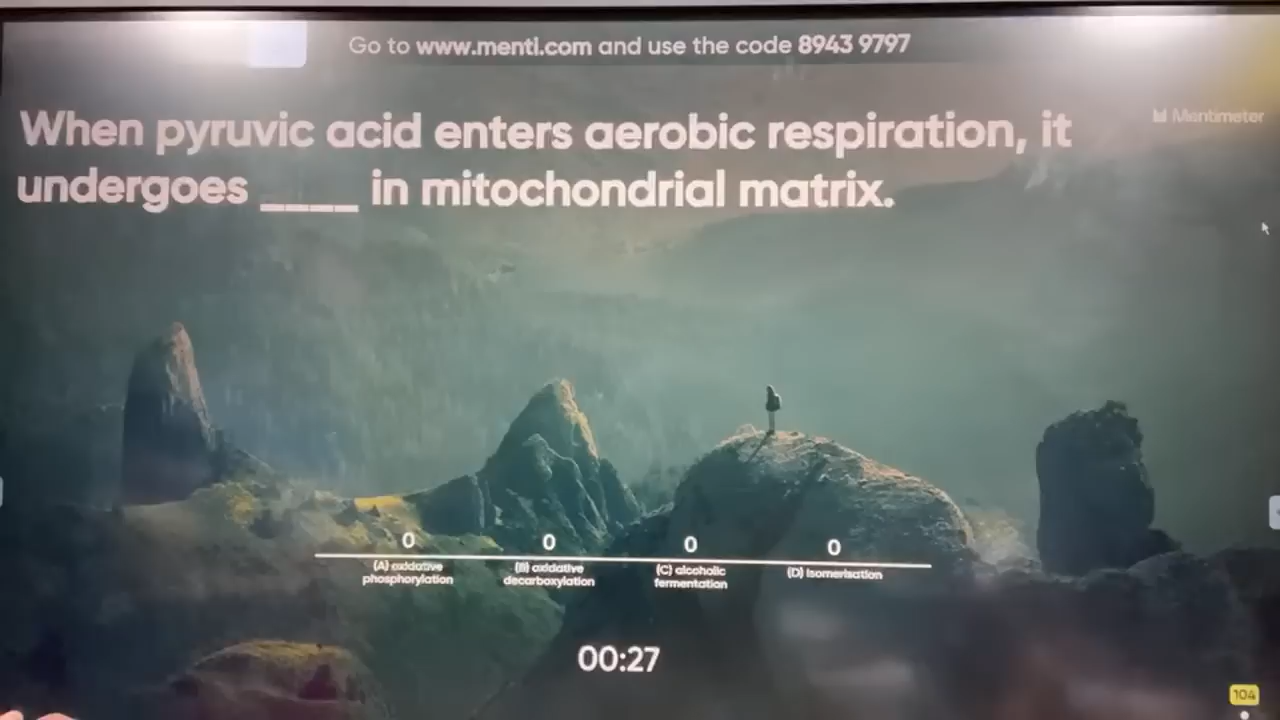 Go to www.menti.com and use the code 8943 9797
Mentimeter
When pyruvic acid enters aerobic respiration, it
undergoes ____ in mitochondrial matrix.
0 0 0 0
(A) oxidative
phosphorylation
(B) oxidative
decarboxylation
(C) alcoholic
fermentation
(D) Isomerisation
00:27
104